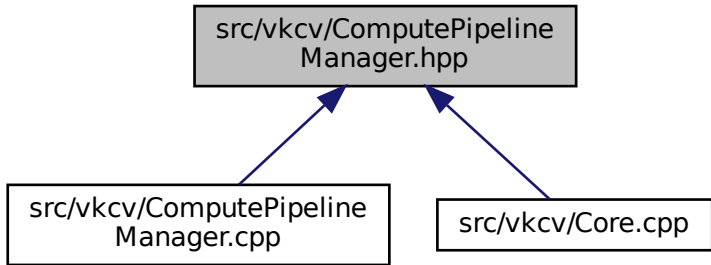 src/vkcv/ComputePipeline
Manager.hpp
src/vkcv/ComputePipeline
Manager.cpp
src/vkcv/Core.cpp